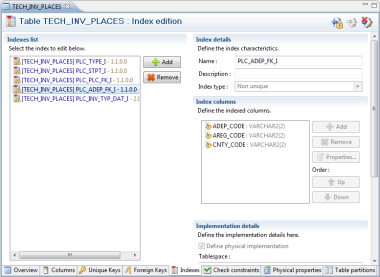 TECH_INV_PLACES
Table TECH_INV_PLACES : Index edition
Indexes list
Select the index to edit below.
[TECH_INV_PLACES] PLC_TYPE_I - 1.1.0.0
[TECH_INV_PLACES] PLC_STPT_I - 1.1.0.0
[TECH_INV_PLACES] PLC_PLC_FK_I - 1.1.0.0
[TECH_INV_PLACES] PLC_ADEP_FK_I - 1.1.0.0
[TECH_INV_PLACES] PLC_INV_TYP_DAT_I - 2.0
Add
Remove
Index details
Define the index characteristics.
Name :
PLC_ADEP_FK_I
Description :
Index type :
Non unique
Index columns
Define the indexed columns.
ADEP_CODE : VARCHAR2(2)
AREG_CODE : VARCHAR2(2)
CNTY_CODE : VARCHAR2(2)
Add
Remove
Properties...
Order :
Up
Down
Implementation details
Define the implementation details here.
Define physical implementation
Tablespace :
Overview
Columns
Unique Keys
Foreign Keys
Indexes
Check constraints
Physical properties
Table partitions